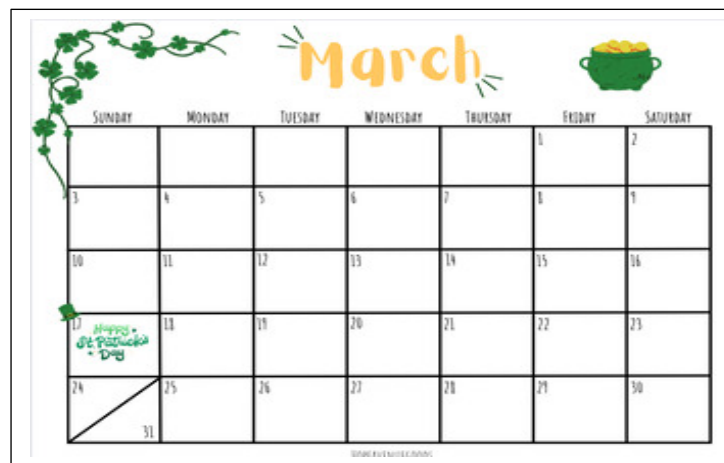 March
SUNDAY MONDAY TUESDAY WEDNESDAY THURSDAY FRIDAY SATURDAY
1 2
3 4 5 6 7 8 9
10 11 12 13 14 15 16
17 18 19 20 21 22 23
Happy
St. Patrick's
Day
24 25 26 27 28 29 30
31